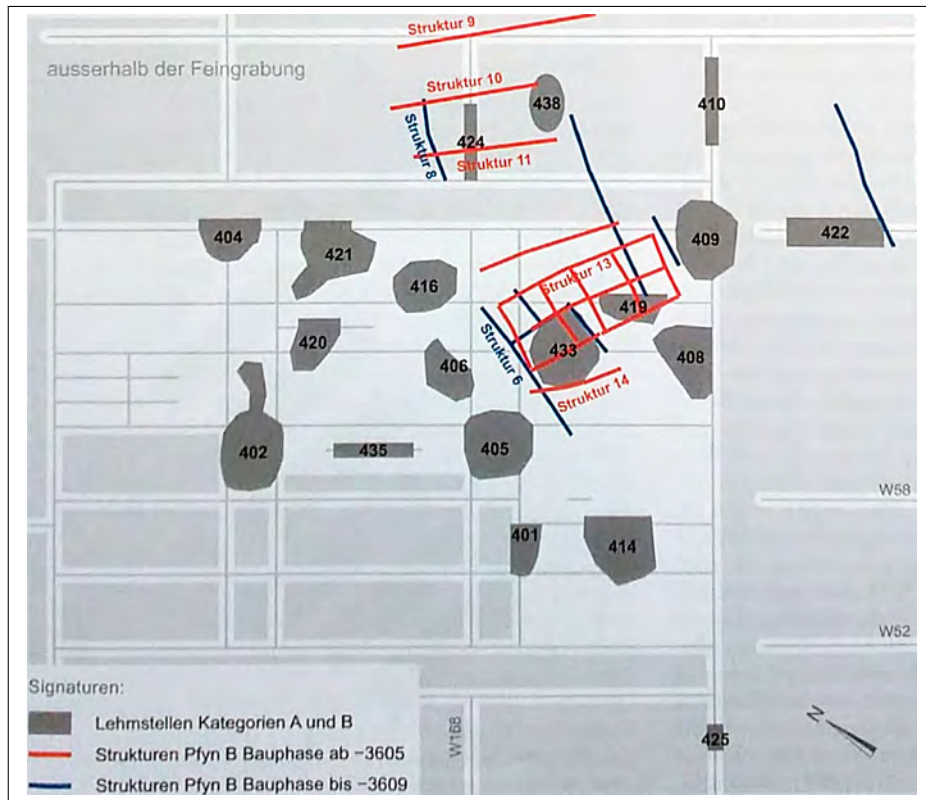 Struktur 9
ausserhalb der Feingrabung
Struktur 10
438
410
424
Struktur 8
Struktur 11
404
421
409
422
416
Struktur 13
419
420
433
408
406
Struktur 6
Struktur 14
402
435
405
W58
401
414
W52
Signaturen:
Lehmstellen Kategorien A und B
Strukturen Pfyn B Bauphase ab −3605
Strukturen Pfyn B Bauphase bis −3609
W168
425
N